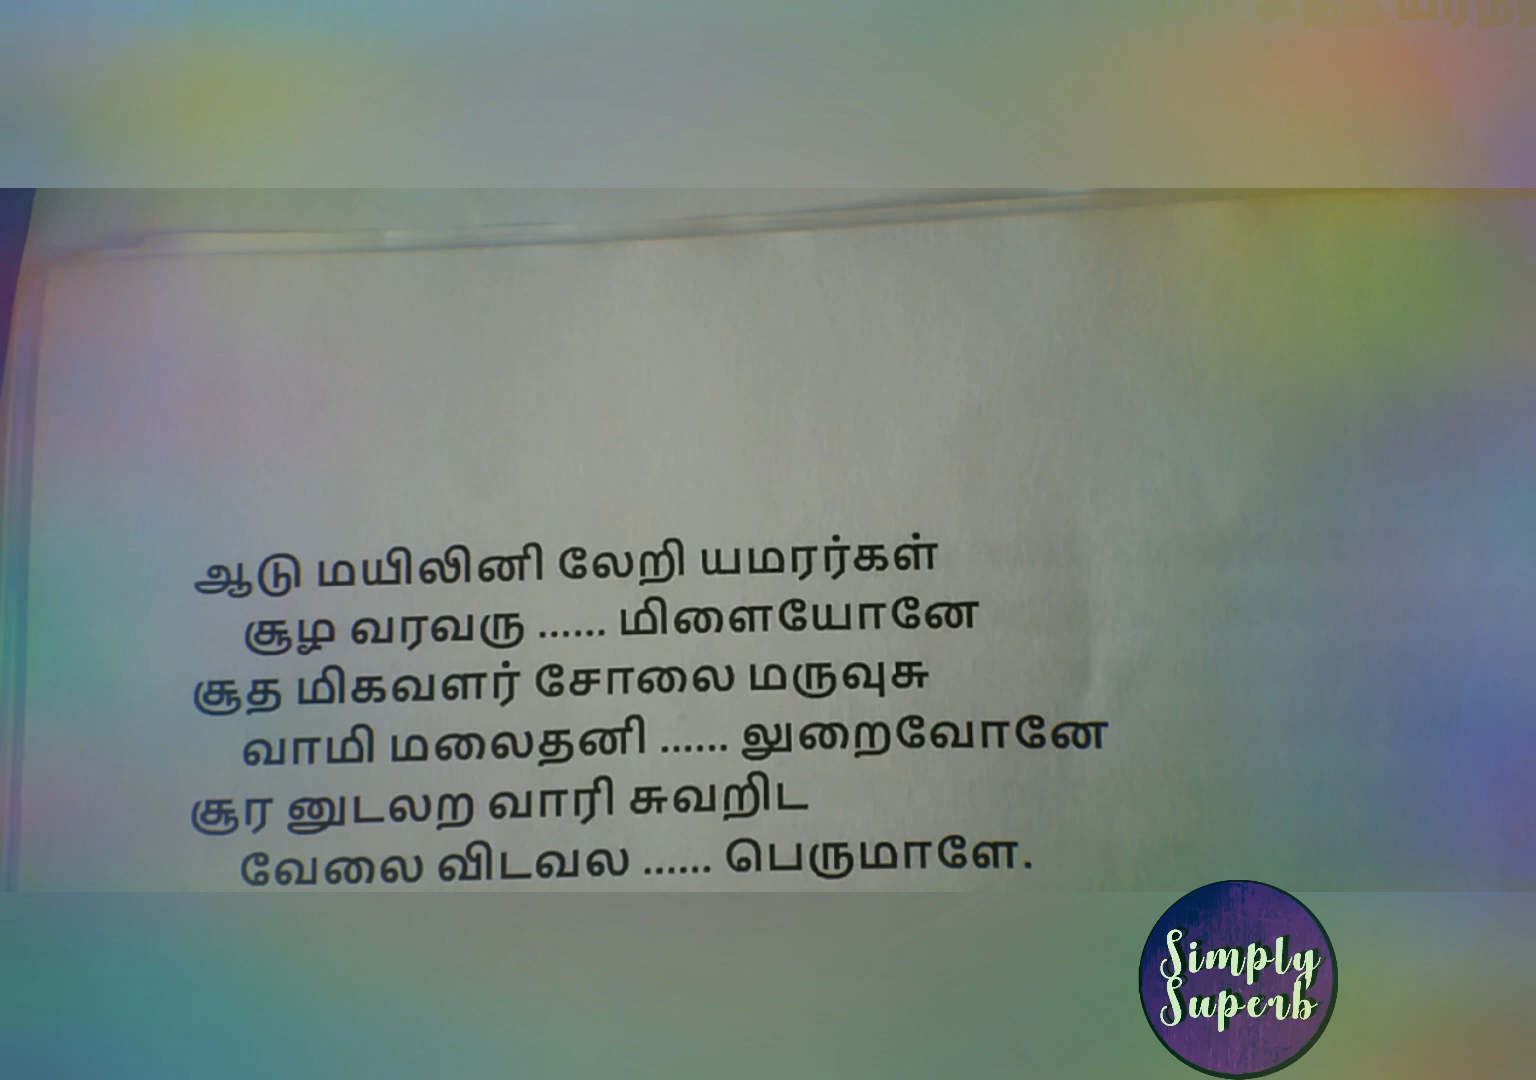 ஆடு மயிலினி லேறி யமரர்கள்
சூழ வரவரு ...... மிளையோனே
சூத மிகவளர் சோலை மருவுசு
வாமி மலைதனி ...... லுறைவோனே
சூர னுடலற வாரி சுவறிட
வேலை விடவல ...... பெருமாளே.
Simply
Superb